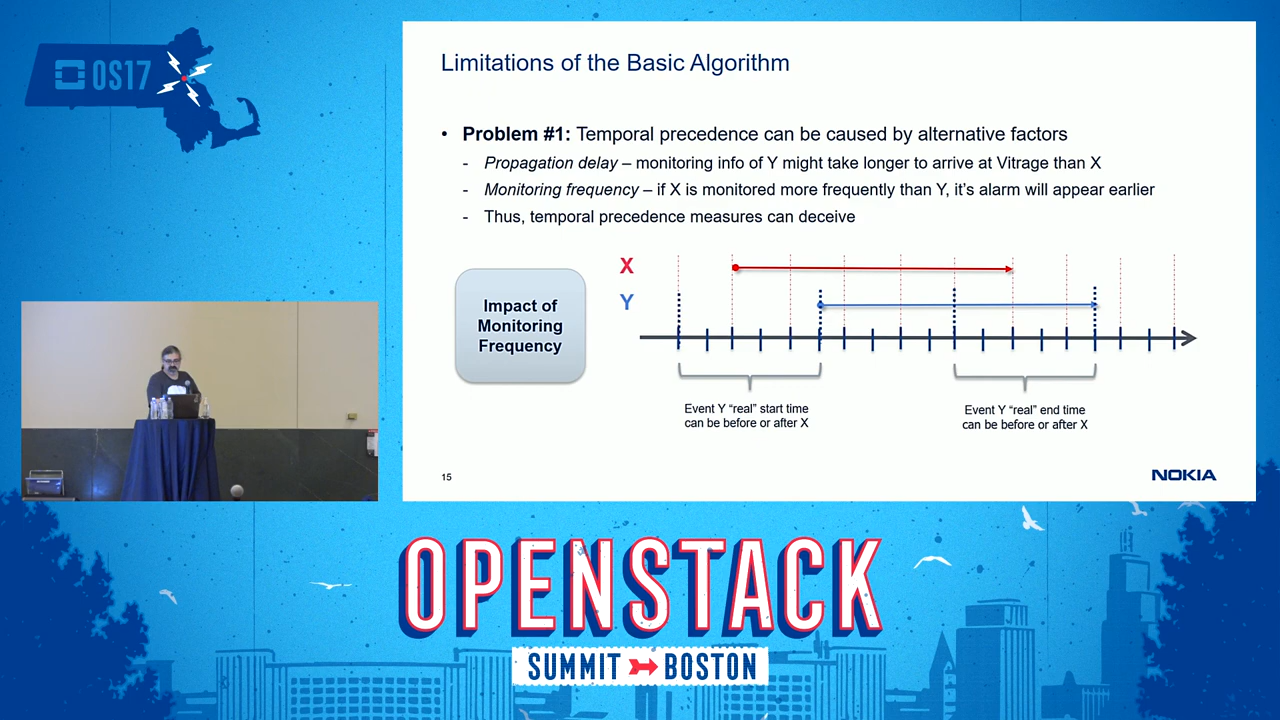 OS17
Limitations of the Basic Algorithm
• Problem #1: Temporal precedence can be caused by alternative factors
- Propagation delay – monitoring info of Y might take longer to arrive at Vitrage than X
- Monitoring frequency – if X is monitored more frequently than Y, it's alarm will appear earlier
- Thus, temporal precedence measures can deceive
Impact of
Monitoring
Frequency
X
Y
Event Y "real" start time
can be before or after X
Event Y "real" end time
can be before or after X
15
NOKIA
OPENSTACK
SUMMIT BOSTON